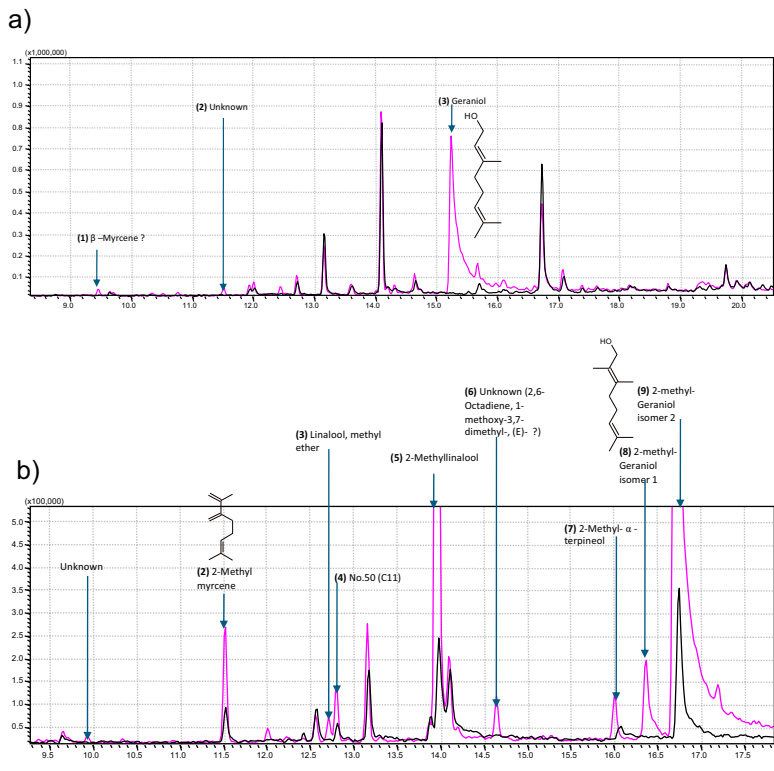 a)
(x1,000,000)
1.1
1.0
0.9
0.8
0.7
0.6
0.5
0.4
0.3
0.2
0.1
(2) Unknown
(3) Geraniol
HO
(1) β –Myrcene ?
9.0 10.0 11.0 12.0 13.0 14.0 15.0 16.0 17.0 18.0 19.0 20.0
b)
(x100,000)
5.0
4.5
4.0
3.5
3.0
2.5
2.0
1.5
1.0
0.5
Unknown
(2) 2-Methyl
myrcene
(3) Linalool, methyl
ether
(4) No.50 (C11)
(5) 2-Methyllinalool
(6) Unknown (2,6-
Octadiene, 1-
methoxy-3,7-
dimethyl-, (E)- ?)
(7) 2-Methyl- α -
terpineol
HO
(8) 2-methyl-
Geraniol
isomer 1
(9) 2-methyl-
Geraniol
isomer 2
9.5 10.0 10.5 11.0 11.5 12.0 12.5 13.0 13.5 14.0 14.5 15.0 15.5 16.0 16.5 17.0 17.5